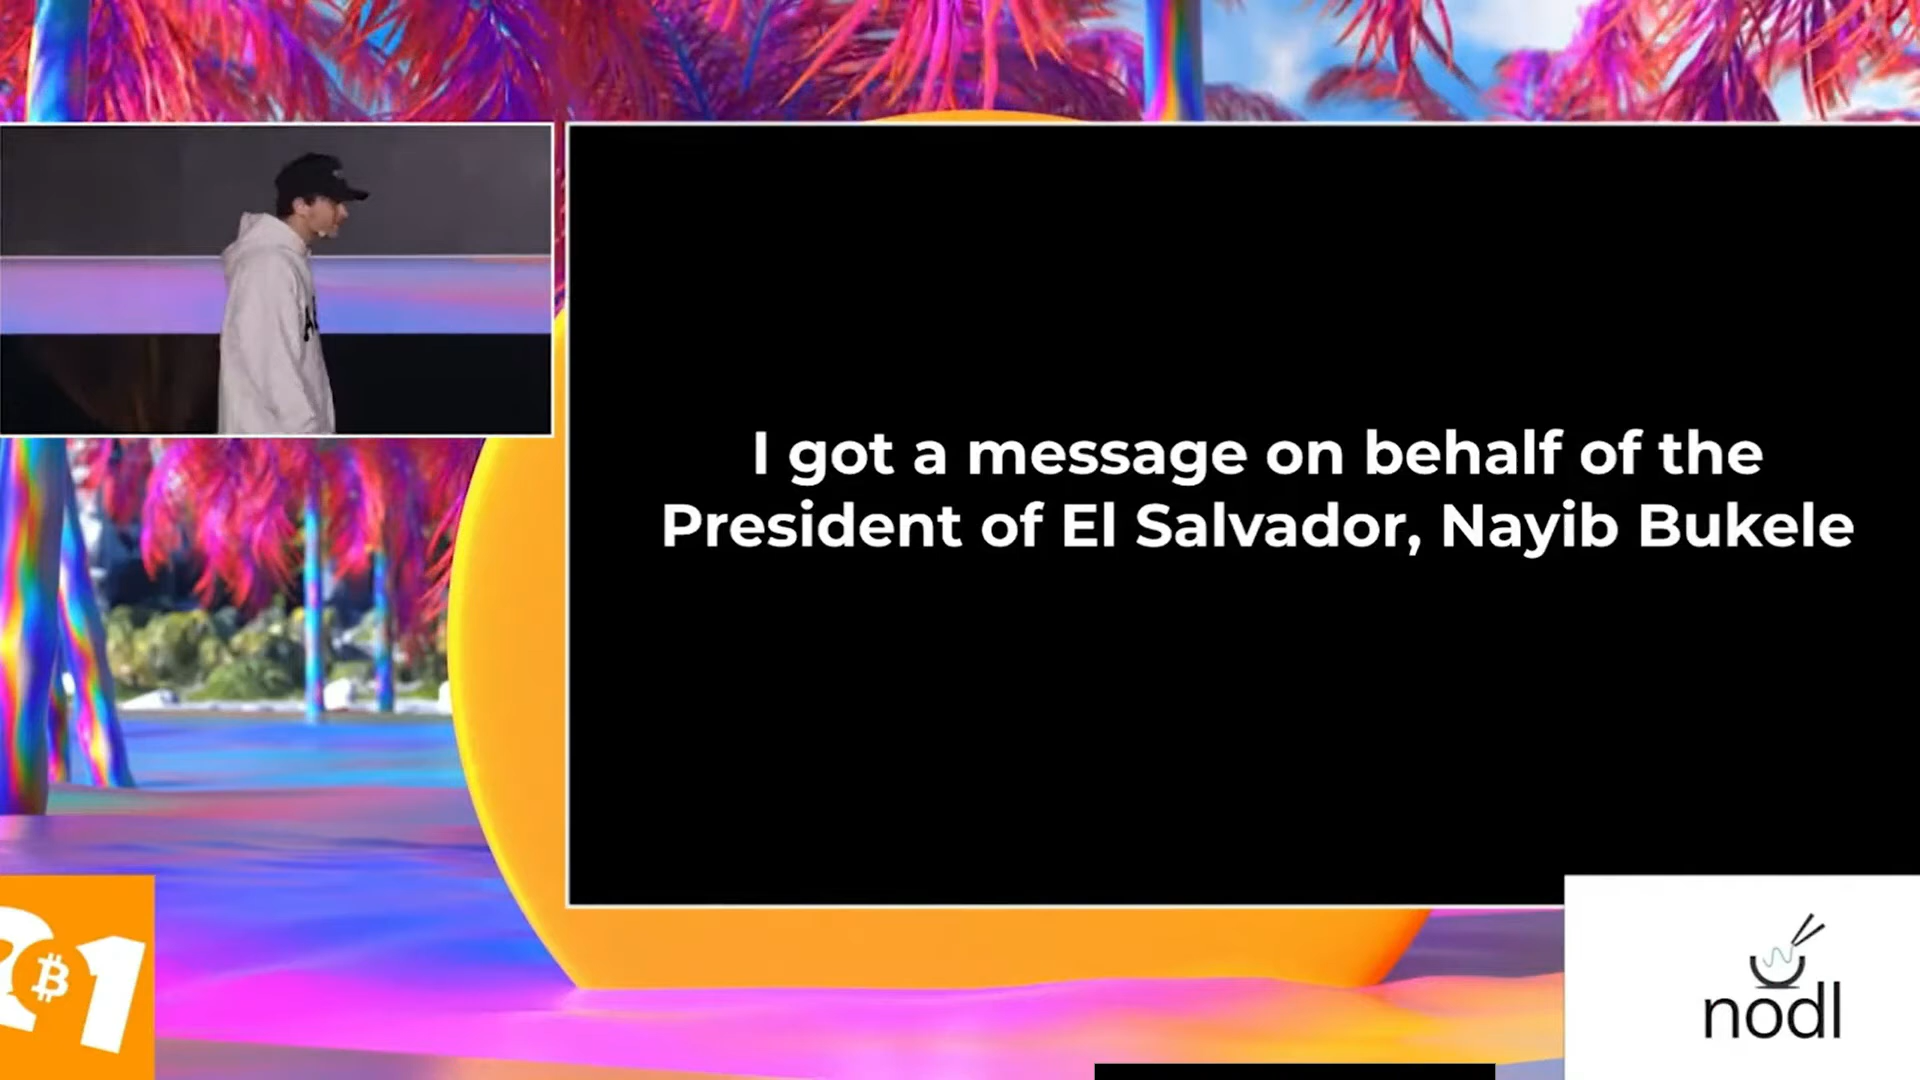 I got a message on behalf of the
President of El Salvador, Nayib Bukele
nodl